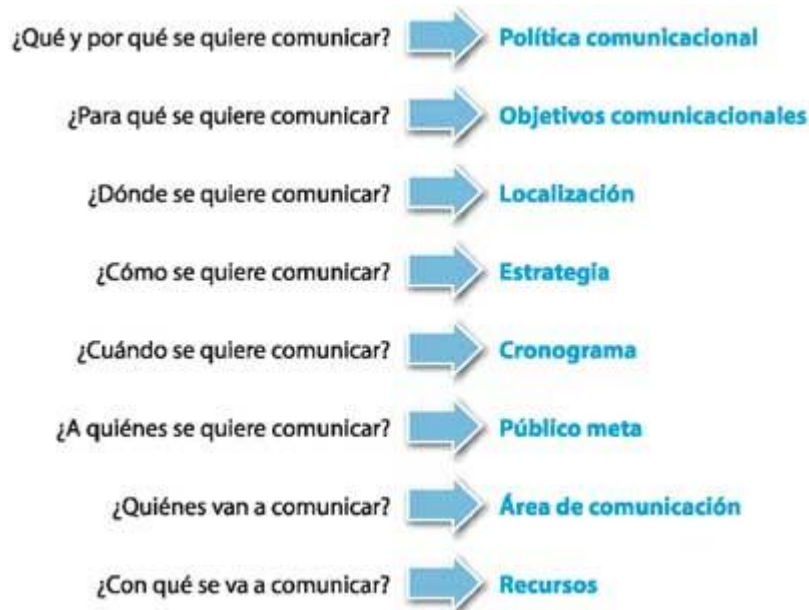 ¿Qué y por qué se quiere comunicar? Política comunicacional
¿Para qué se quiere comunicar? Objetivos comunicacionales
¿Dónde se quiere comunicar? Localización
¿Cómo se quiere comunicar? Estrategia
¿Cuándo se quiere comunicar? Cronograma
¿A quiénes se quiere comunicar? Público meta
¿Quiénes van a comunicar? Área de comunicación
¿Con qué se va a comunicar? Recursos